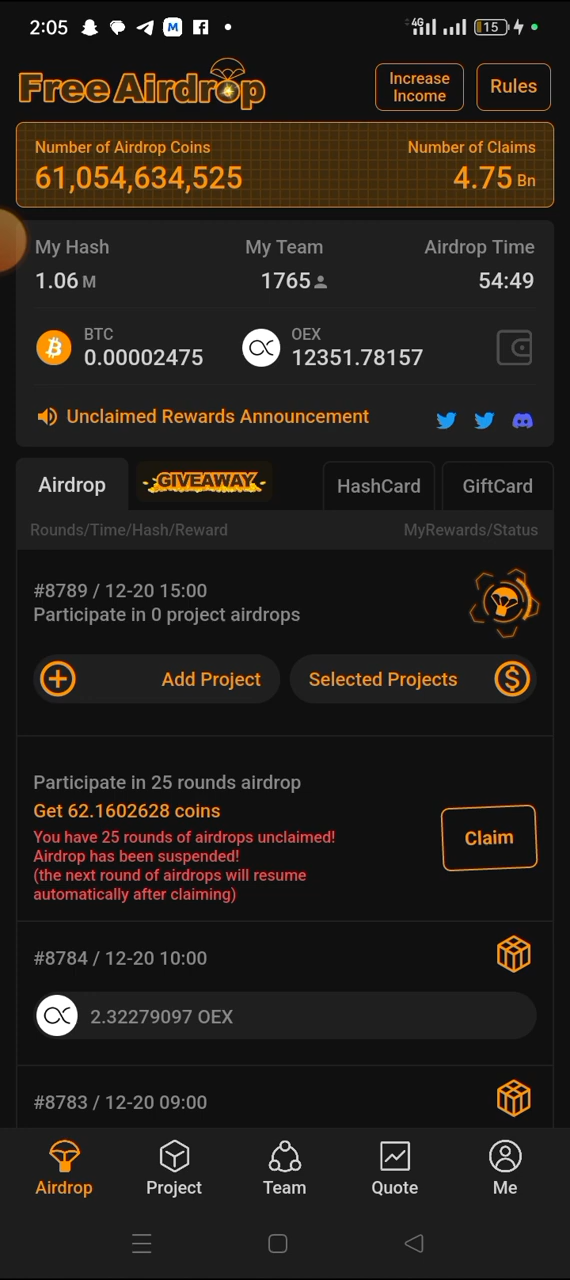 2:05
4G
15
Free Airdrop
Increase
Income
Rules
Number of Airdrop Coins
Number of Claims
61,054,634,525
4.75 Bn
My Hash
My Team
Airdrop Time
1.06 M
1765
54:49
BTC
0.00002475
OEX
12351.78157
Unclaimed Rewards Announcement
Airdrop
GIVEAWAY
HashCard
GiftCard
Rounds/Time/Hash/Reward
MyRewards/Status
#8789 / 12-20 15:00
Participate in 0 project airdrops
Add Project
Selected Projects
Participate in 25 rounds airdrop
Get 62.1602628 coins
You have 25 rounds of airdrops unclaimed!
Airdrop has been suspended!
(the next round of airdrops will resume
automatically after claiming)
Claim
#8784 / 12-20 10:00
2.32279097 OEX
#8783 / 12-20 09:00
Airdrop
Project
Team
Quote
Me